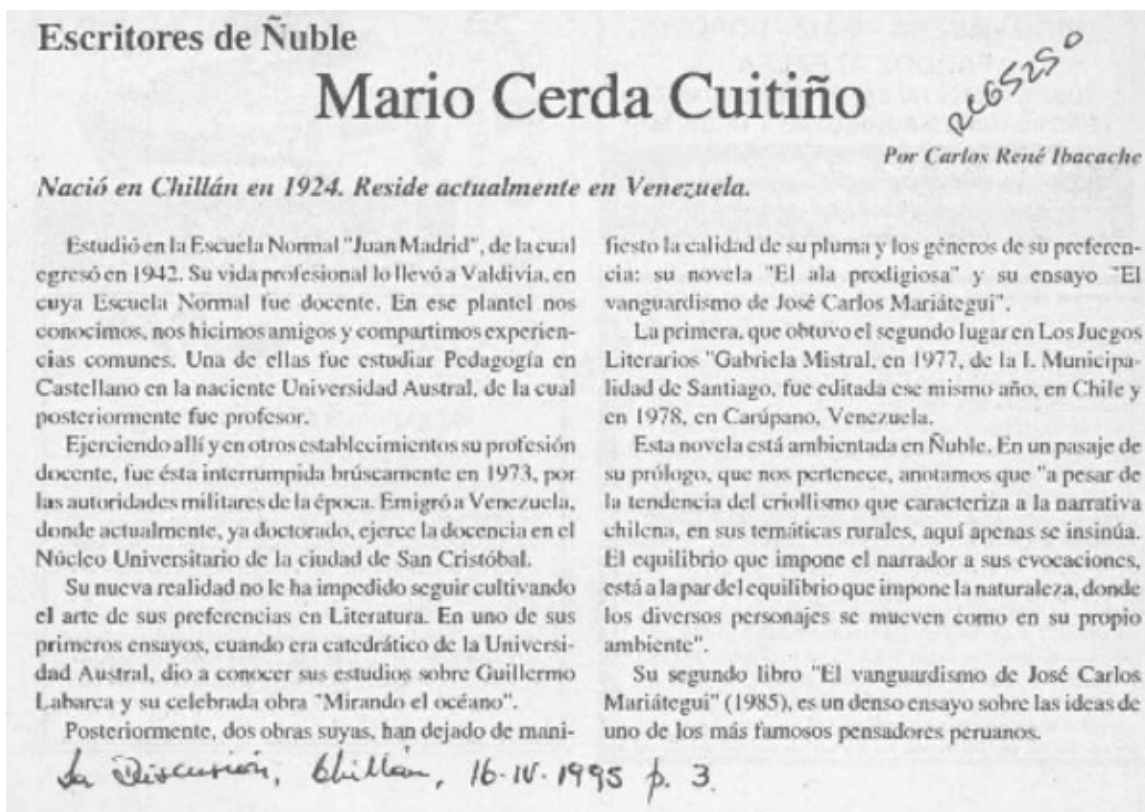 Escritores de Ñuble
Mario Cerda Cuitiño
Por Carlos René Ibacache
Nació en Chillán en 1924. Reside actualmente en Venezuela.
Estudió en la Escuela Normal "Juan Madrid", de la cual
egresó en 1942. Su vida profesional lo llevó a Valdivia, en
cuya Escuela Normal fue docente. En ese plantel nos
conocimos, nos hicimos amigos y compartimos experien-
cias comunes. Una de ellas fue estudiar Pedagogía en
Castellano en la naciente Universidad Austral, de la cual
posteriormente fue profesor.
Ejerciendo allí y en otros establecimientos su profesión
docente, fue ésta interrumpida brúscamente en 1973, por
las autoridades militares de la época. Emigró a Venezuela,
donde actualmente, ya doctorado, ejerce la docencia en el
Núcleo Universitario de la ciudad de San Cristóbal.
Su nueva realidad no le ha impedido seguir cultivando
el arte de sus preferencias en Literatura. En uno de sus
primeros ensayos, cuando era catedrático de la Universi-
dad Austral, dio a conocer sus estudios sobre Guillermo
Labarca y su celebrada obra "Mirando el océano".
Posteriormente, dos obras suyas, han dejado de mani-
fiesto la calidad de su pluma y los géneros de su preferen-
cia: su novela "El ala prodigiosa" y su ensayo "El
vanguardismo de José Carlos Mariátegui".
La primera, que obtuvo el segundo lugar en Los Juegos
Literarios "Gabriela Mistral, en 1977, de la I. Municipa-
lidad de Santiago, fue editada ese mismo año, en Chile y
en 1978, en Carúpano, Venezuela.
Esta novela está ambientada en Ñuble. En un pasaje de
su prólogo, que nos pertenece, anotamos que "a pesar de
la tendencia del criollismo que caracteriza a la narrativa
chilena, en sus temáticas rurales, aquí apenas se insinúa.
El equilibrio que impone el narrador a sus evocaciones,
está a la par del equilibrio que impone la naturaleza, donde
los diversos personajes se mueven como en su propio
ambiente".
Su segundo libro "El vanguardismo de José Carlos
Mariátegui" (1985), es un denso ensayo sobre las ideas de
uno de los más famosos pensadores peruanos.
La Discusión, Chillán, 16-IV-1995 p. 3.